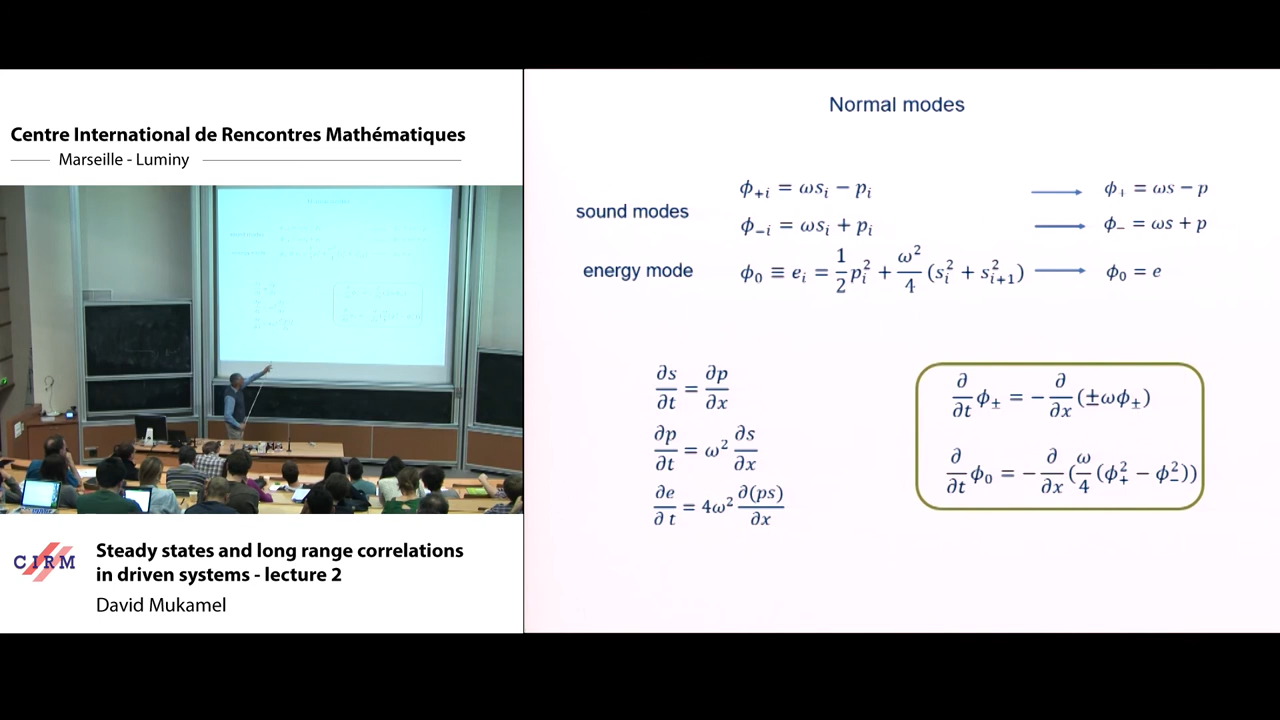 Centre International de Rencontres Mathématiques
Marseille - Luminy
CIRM
Steady states and long range correlations
in driven systems - lecture 2
David Mukamel
Normal modes
sound modes
ϕ₊ᵢ = ωsᵢ − pᵢ → ϕ₊ = ωs − p
ϕ₋ᵢ = ωsᵢ + pᵢ → ϕ₋ = ωs + p
energy mode ϕ₀ ≡ eᵢ = 1/2 pᵢ² + ω²/4 (sᵢ² + sᵢ₊₁²) → ϕ₀ = e
∂s/∂t = ∂p/∂x
∂p/∂t = ω² ∂s/∂x
∂e/∂t = 4ω² ∂(ps)/∂x
∂/∂t ϕ± = − ∂/∂x (±ωϕ±)
∂/∂t ϕ₀ = − ∂/∂x (ω/4 (ϕ₊² − ϕ₋²))